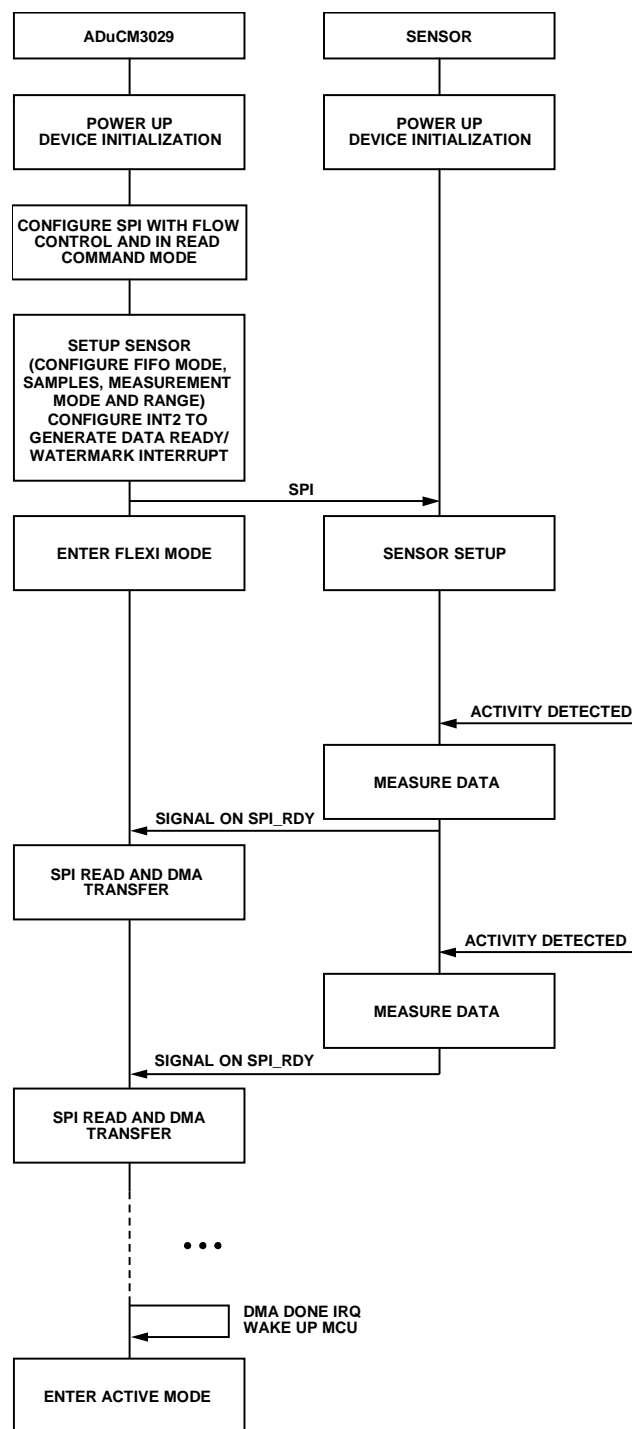 ADuCM3029
SENSOR
POWER UP
DEVICE INITIALIZATION
POWER UP
DEVICE INITIALIZATION
CONFIGURE SPI WITH FLOW
CONTROL AND IN READ
COMMAND MODE
SETUP SENSOR
(CONFIGURE FIFO MODE,
SAMPLES, MEASUREMENT
MODE AND RANGE)
CONFIGURE INT2 TO
GENERATE DATA READY/
WATERMARK INTERRUPT
SPI
ENTER FLEXI MODE
SENSOR SETUP
ACTIVITY DETECTED
MEASURE DATA
SIGNAL ON SPI_RDY
SPI READ AND DMA
TRANSFER
ACTIVITY DETECTED
MEASURE DATA
SIGNAL ON SPI_RDY
SPI READ AND DMA
TRANSFER
•••
DMA DONE IRQ
WAKE UP MCU
ENTER ACTIVE MODE